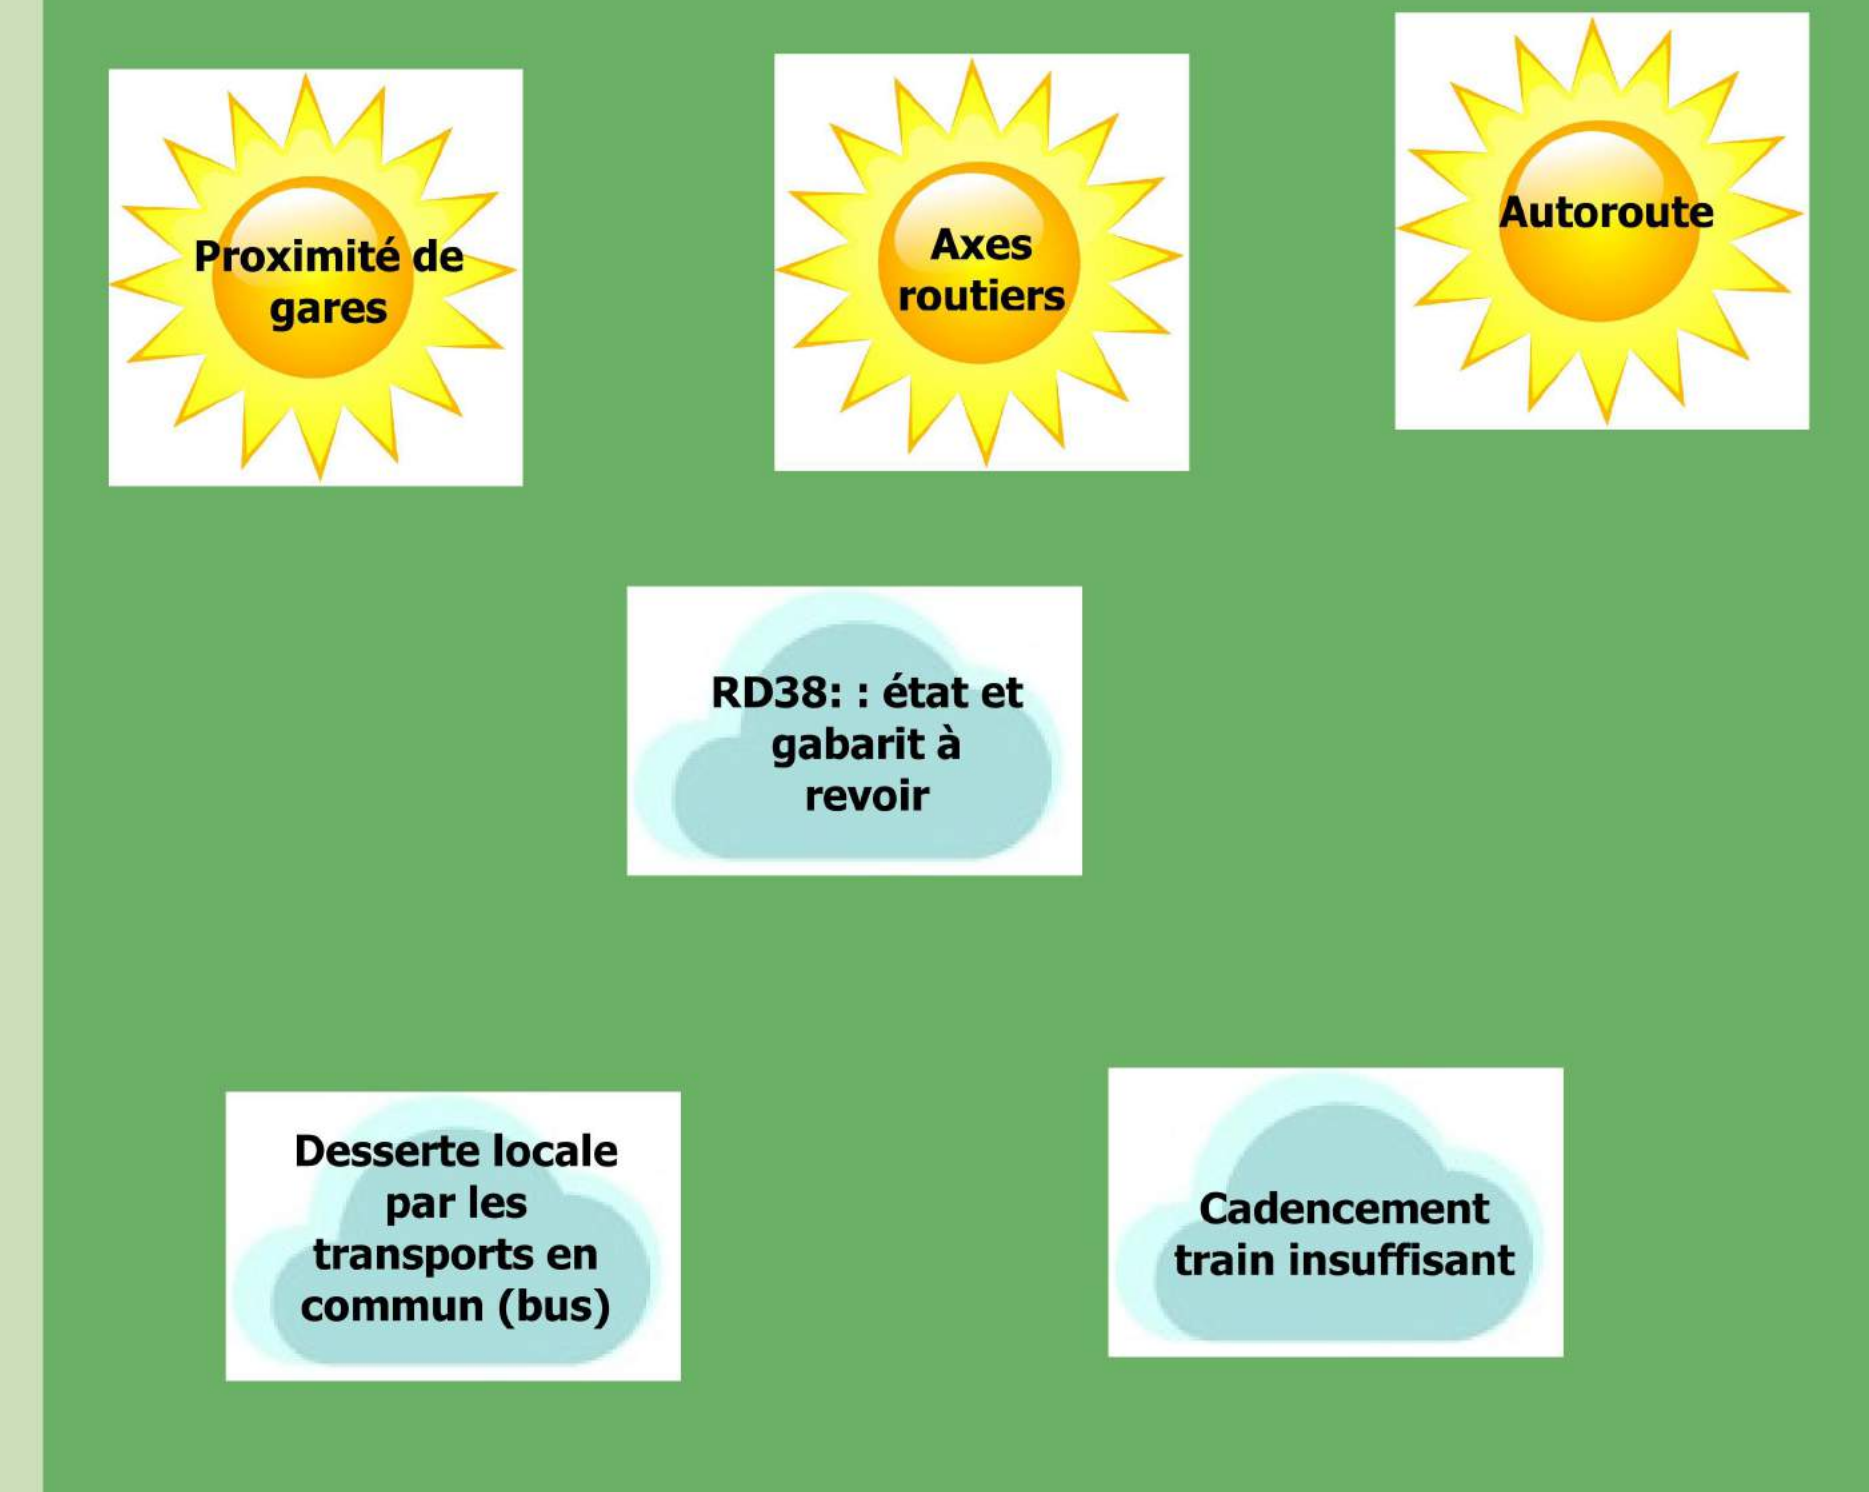 Proximité de
gares
Axes
routiers
Autoroute
RD38: : état et
gabarit à
revoir
Desserte locale
par les
transports en
commun (bus)
Cadencement
train insuffisant